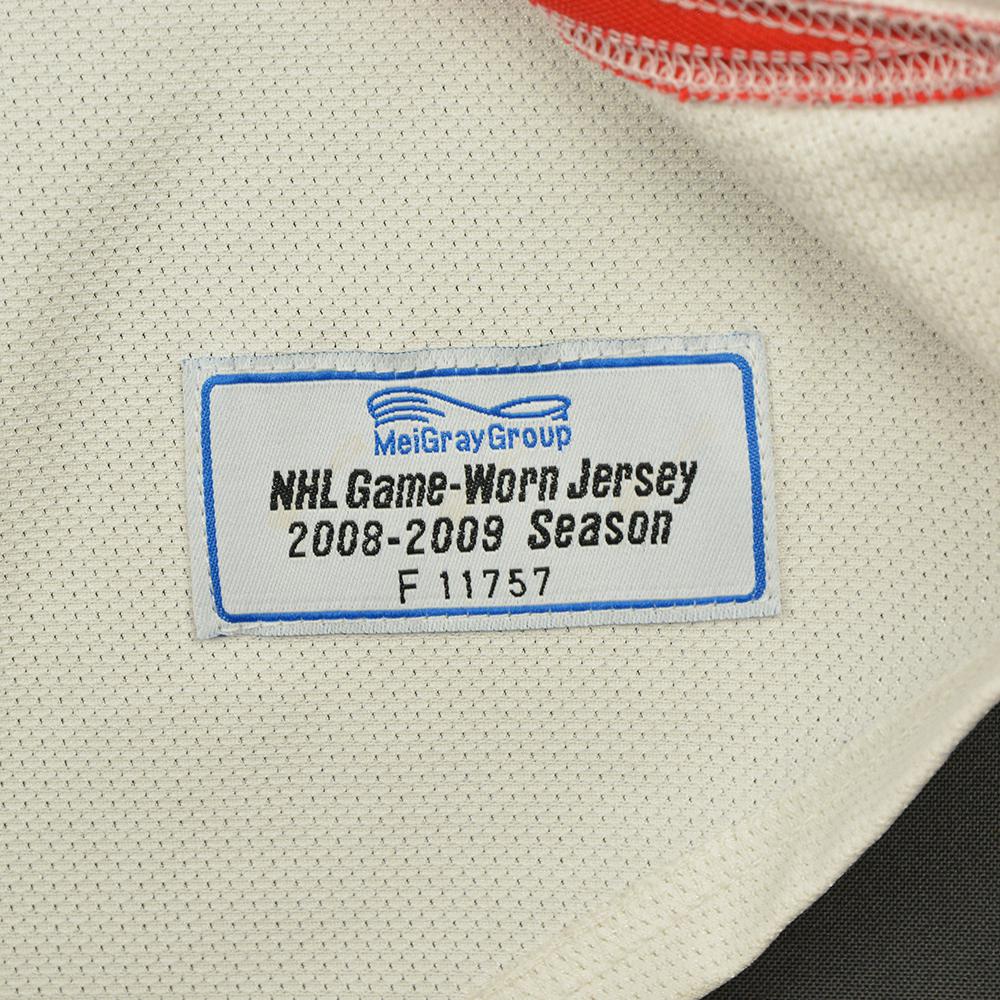 MeiGrayGroup
NHL Game-Worn Jersey
2008-2009 Season
F 11757